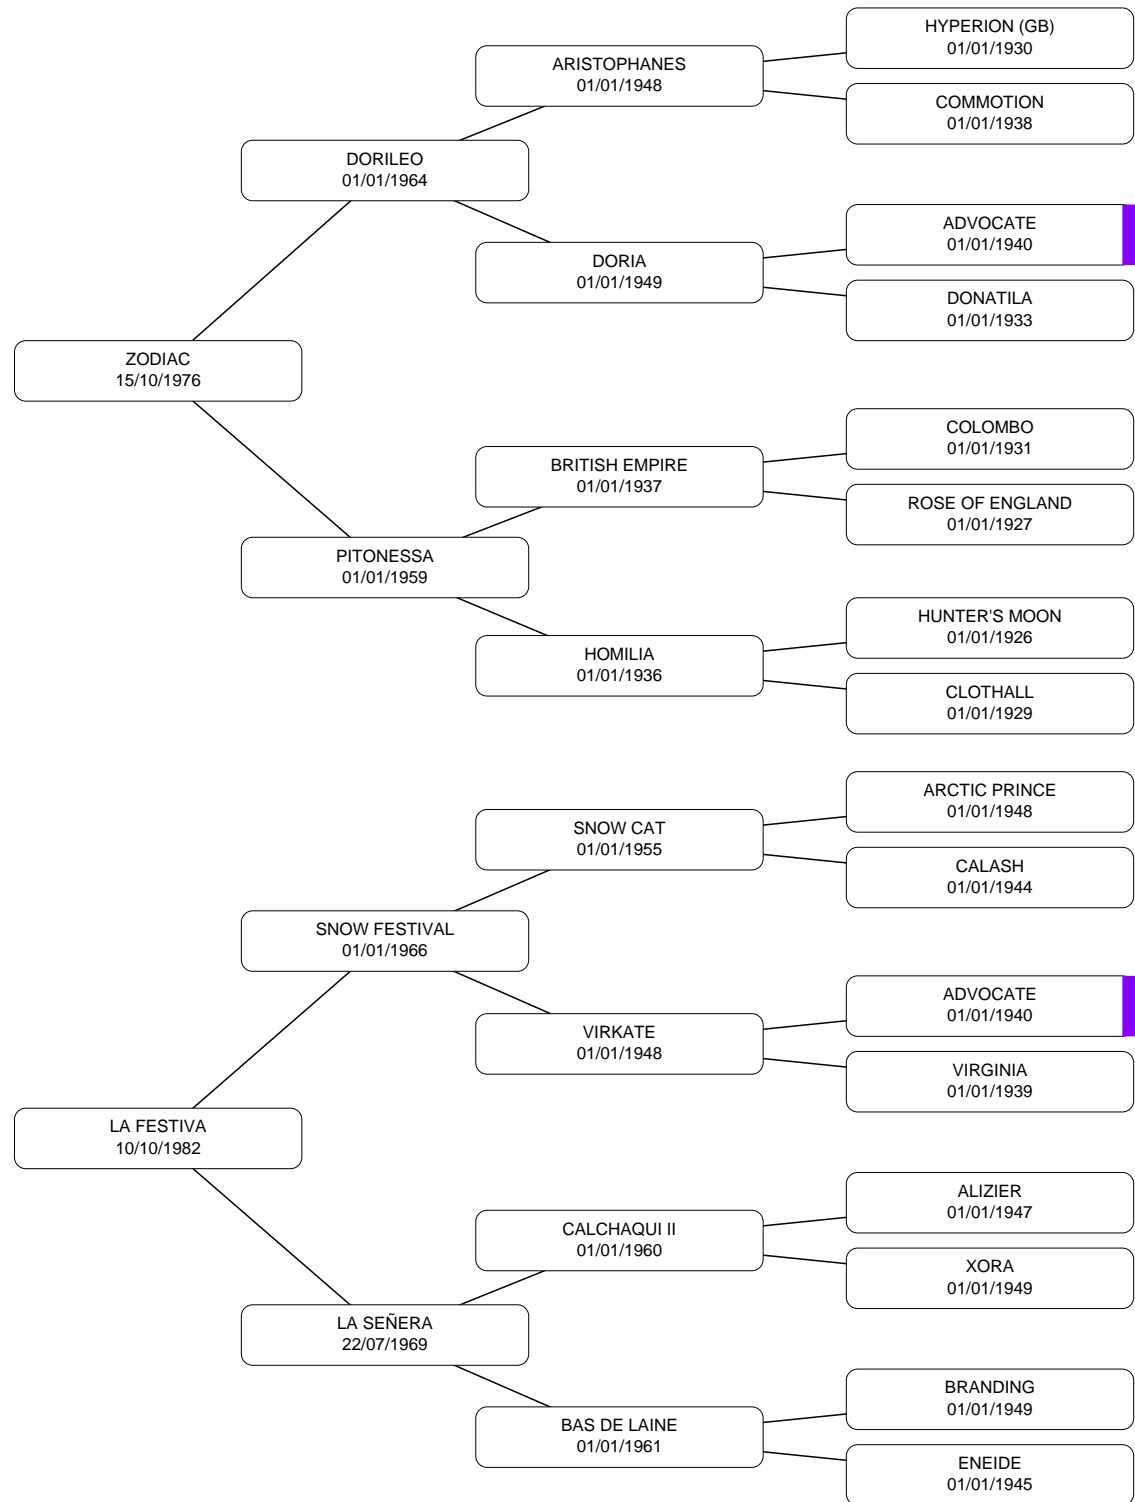 HYPERION (GB)
01/01/1930
ARISTOPHANES
01/01/1948
COMMOTION
01/01/1938
DORILEO
01/01/1964
ADVOCATE
01/01/1940
DORIA
01/01/1949
DONATILA
01/01/1933
ZODIAC
15/10/1976
COLOMBO
01/01/1931
BRITISH EMPIRE
01/01/1937
ROSE OF ENGLAND
01/01/1927
PITONESSA
01/01/1959
HUNTER'S MOON
01/01/1926
HOMILIA
01/01/1936
CLOTHALL
01/01/1929
ARCTIC PRINCE
01/01/1948
SNOW CAT
01/01/1955
CALASH
01/01/1944
SNOW FESTIVAL
01/01/1966
ADVOCATE
01/01/1940
VIRKATE
01/01/1948
VIRGINIA
01/01/1939
LA FESTIVA
10/10/1982
ALIZIER
01/01/1947
CALCHAQUI II
01/01/1960
XORA
01/01/1949
LA SEÑERA
22/07/1969
BRANDING
01/01/1949
BAS DE LAINE
01/01/1961
ENEIDE
01/01/1945